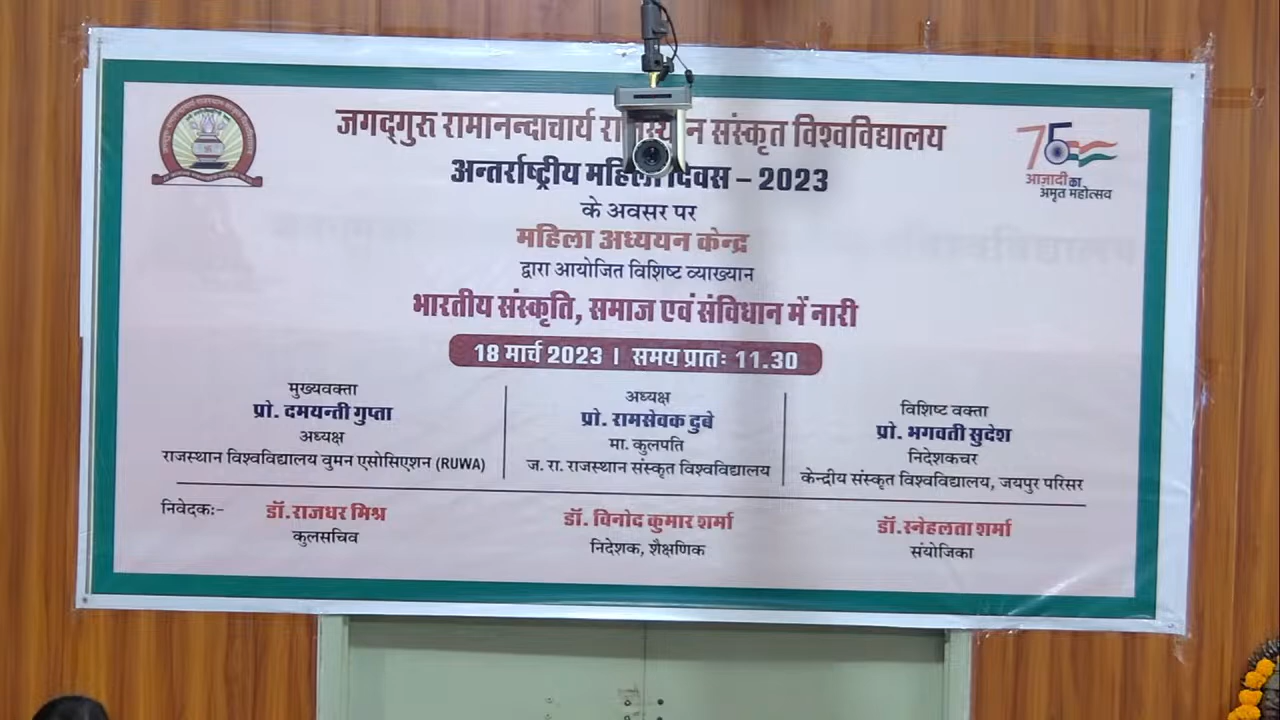 जगद्गुरु रामानन्दाचार्य राजस्थान संस्कृत विश्वविद्यालय
अन्तर्राष्ट्रीय महिला दिवस – 2023
के अवसर पर
महिला अध्ययन केन्द्र
द्वारा आयोजित विशिष्ट व्याख्यान
भारतीय संस्कृति, समाज एवं संविधान में नारी
18 मार्च 2023 । समय प्रातः 11.30
75
आज़ादी का
अमृत महोत्सव
मुख्यवक्ता
प्रो. दमयन्ती गुप्ता
अध्यक्ष
राजस्थान विश्वविद्यालय वुमन एसोसिएशन (RUWA)
अध्यक्ष
प्रो. रामसेवक दुबे
मा. कुलपति
ज. रा. राजस्थान संस्कृत विश्वविद्यालय
विशिष्ट वक्ता
प्रो. भगवती सुदेश
निदेशकचर
केन्द्रीय संस्कृत विश्वविद्यालय, जयपुर परिसर
निवेदकः-
डॉ.राजधर मिश्र
कुलसचिव
डॉ. विनोद कुमार शर्मा
निदेशक, शैक्षणिक
डॉ.स्नेहलता शर्मा
संयोजिका